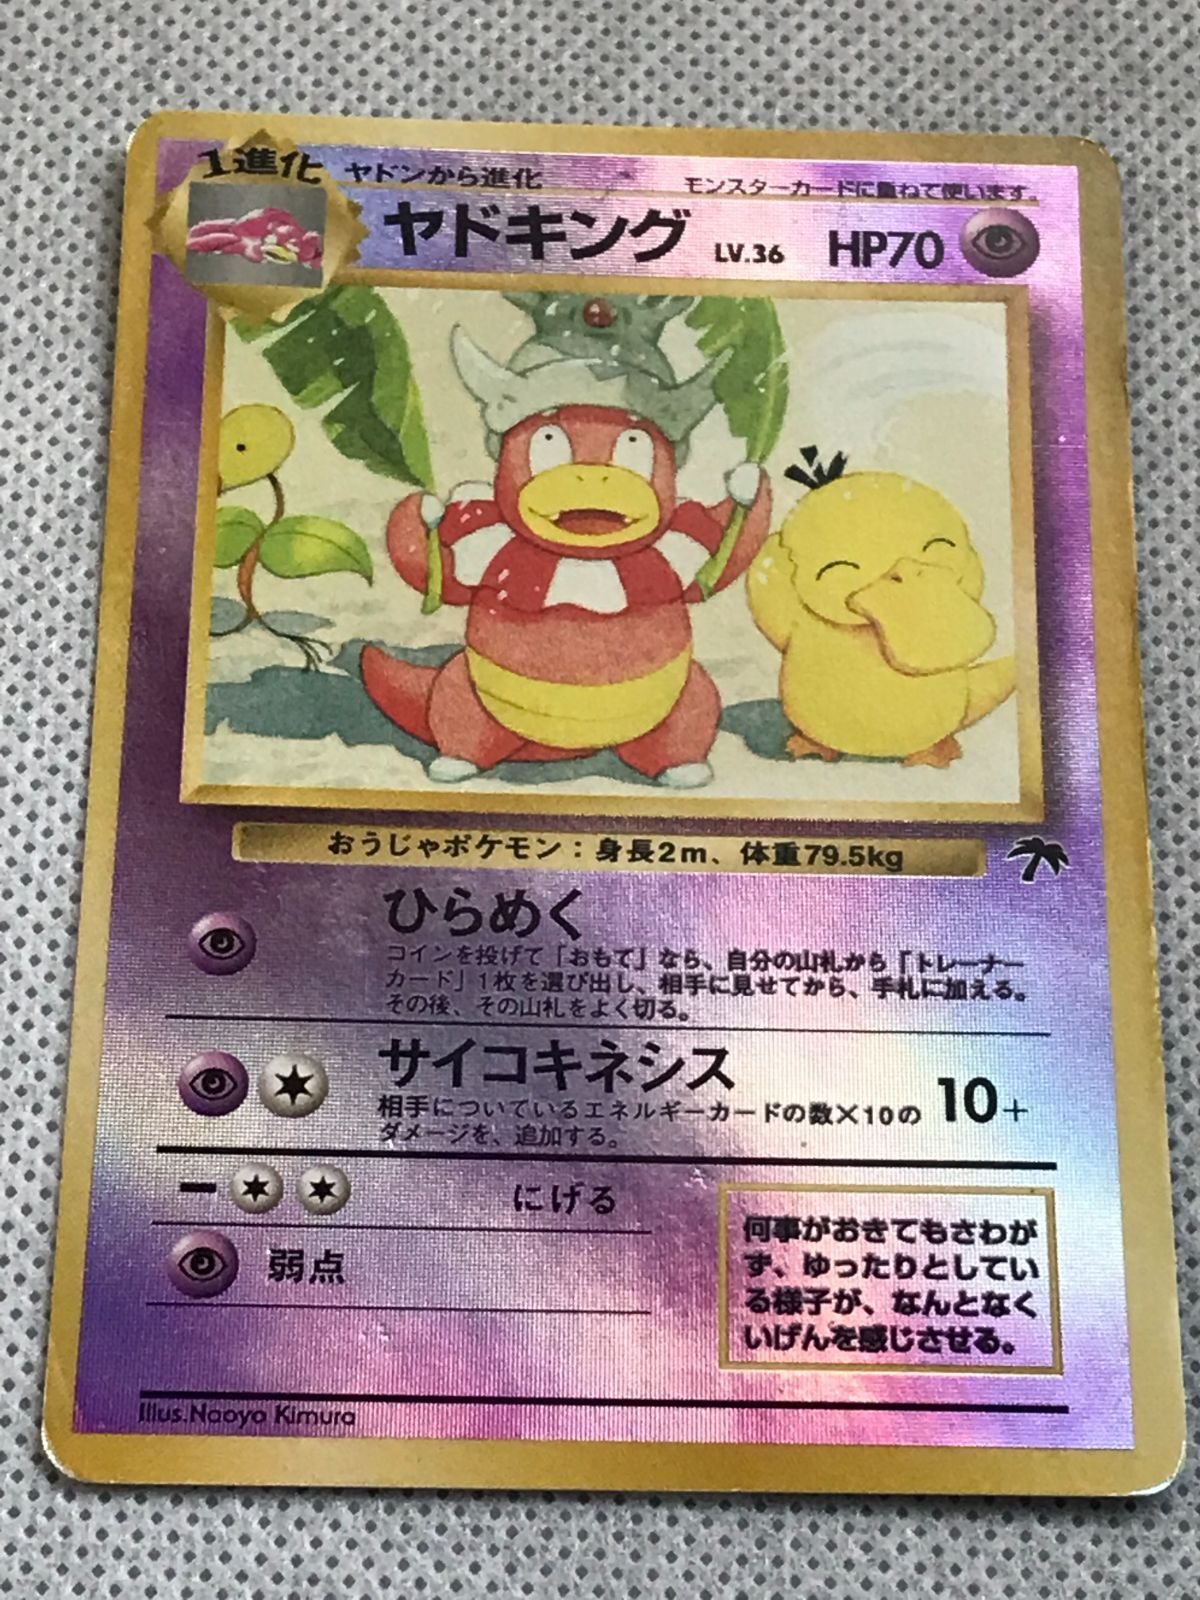 1進化
ヤドンから進化
モンスターカードに重ねて使います。
ヤドキング LV.36 HP70
おうじゃポケモン：身長2m、体重79.5kg
ひらめく
コインを投げて「おもて」なら、自分の山札から「トレーナー
カード」1枚を選び出し、相手に見せてから、手札に加える。
その後、その山札をよく切る。
サイコキネシス 10+
相手についているエネルギーカードの数×10の
ダメージを、追加する。
にげる
弱点
何事がおきてもさわが
ず、ゆったりとしてい
る様子が、なんとなく
いげんを感じさせる。
Illus.Naoyo Kimura